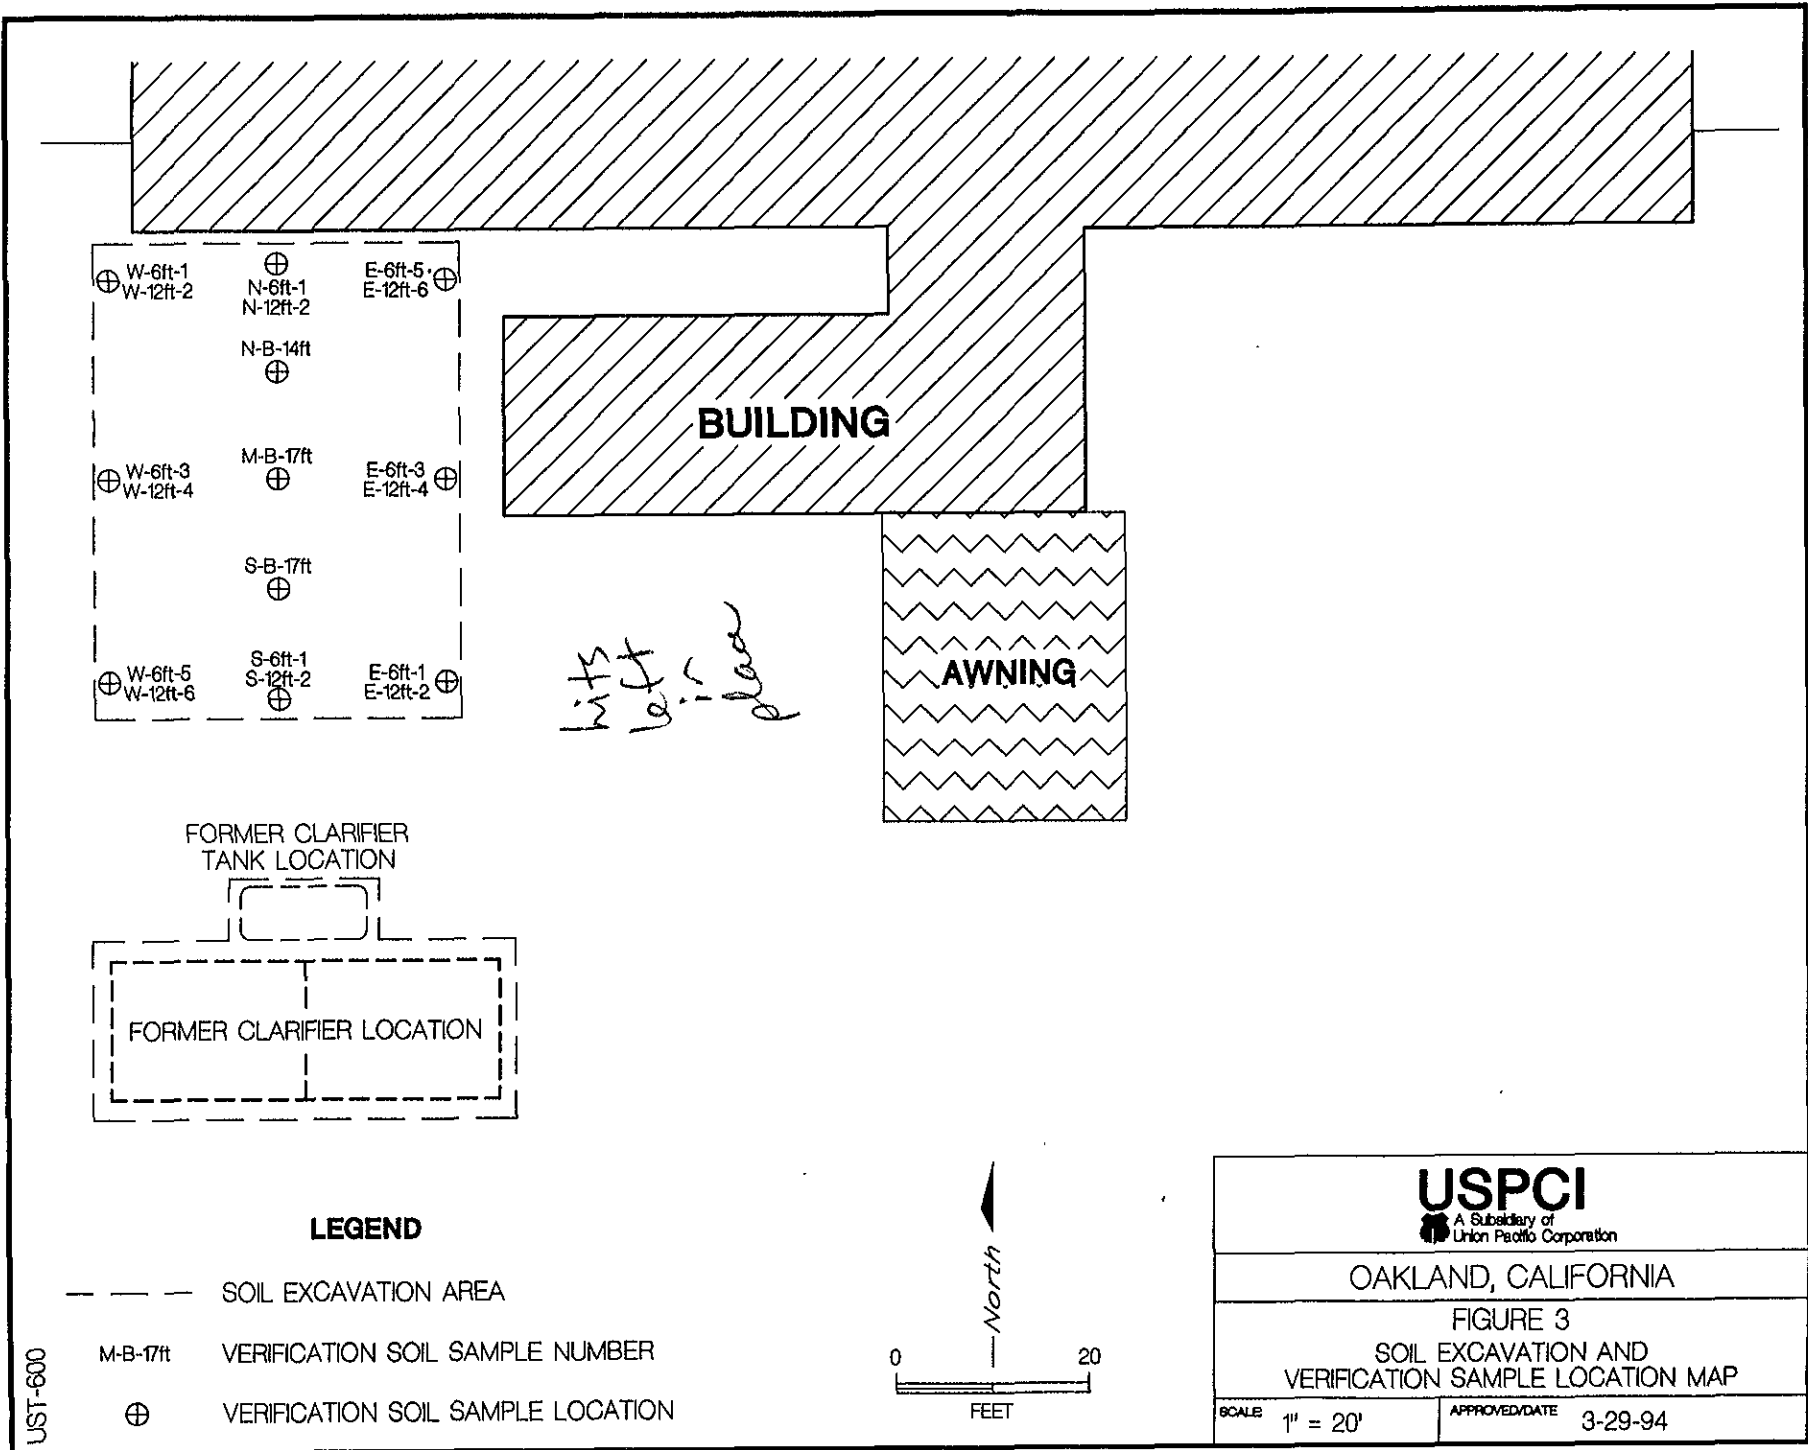 W-6ft-1
W-12ft-2
N-6ft-1
N-12ft-2
E-6ft-5
E-12ft-6
N-B-14ft
W-6ft-3
W-12ft-4
M-B-17ft
E-6ft-3
E-12ft-4
S-B-17ft
W-6ft-5
W-12ft-6
S-6ft-1
S-12ft-2
E-6ft-1
E-12ft-2
BUILDING
AWNING
FORMER CLARIFIER
TANK LOCATION
FORMER CLARIFIER LOCATION
LEGEND
SOIL EXCAVATION AREA
M-B-17ft VERIFICATION SOIL SAMPLE NUMBER
VERIFICATION SOIL SAMPLE LOCATION
UST-600
North
0 20
FEET
USPCI
A Subsidiary of
Union Pacific Corporation
OAKLAND, CALIFORNIA
FIGURE 3
SOIL EXCAVATION AND
VERIFICATION SAMPLE LOCATION MAP
SCALE 1" = 20'
APPROVED/DATE 3-29-94